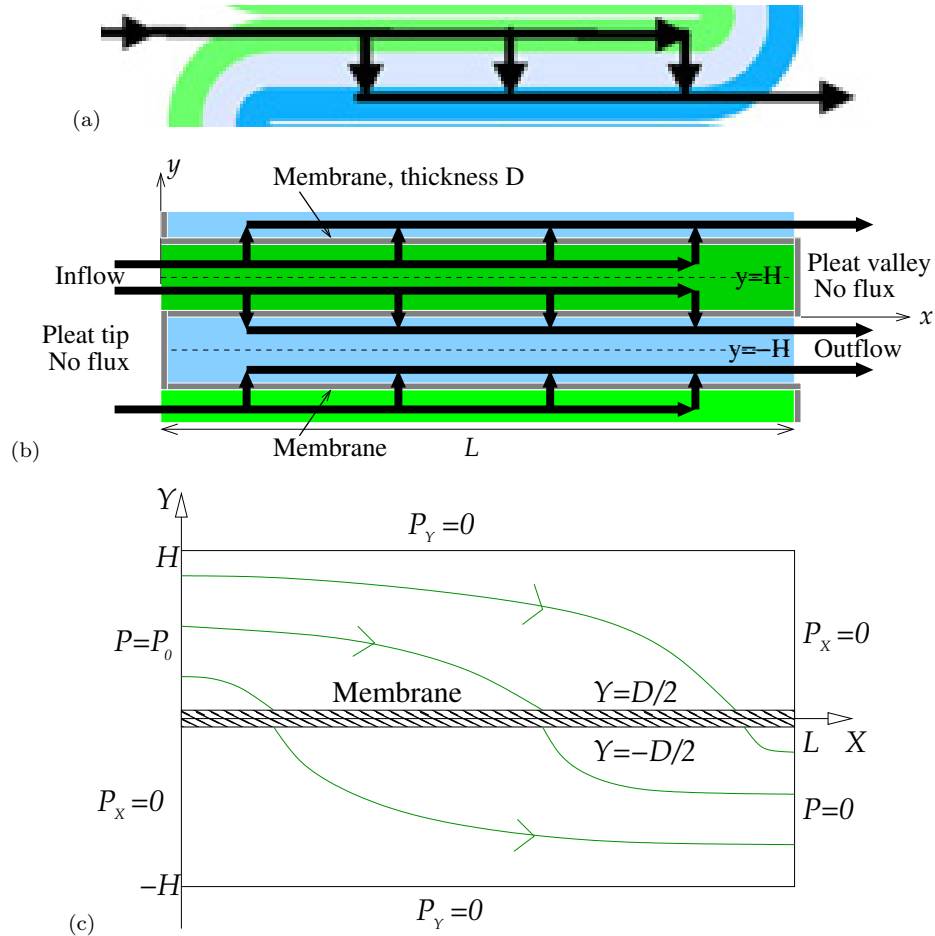 (a)
y
Membrane, thickness D
Inflow
y=H
Pleat valley
No flux
x
Pleat tip
No flux
y=−H
Outflow
Membrane
L
(b)
Y
P_Y =0
H
P=P_0
P_X =0
Membrane
Y=D/2
L
X
Y=−D/2
P_X =0
P=0
−H
P_Y =0
(c)